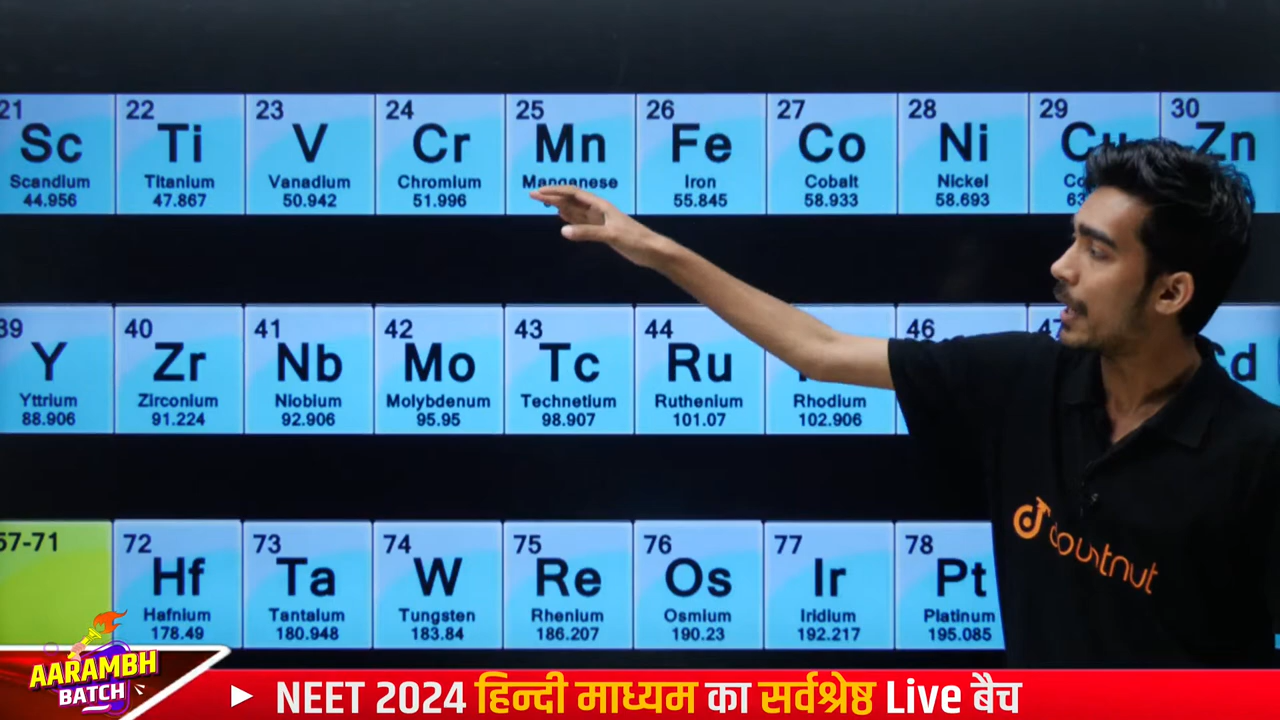 21 22 23 24 25 26 27 28 29 30
Sc Ti V Cr Mn Fe Co Ni Cu Zn
Scandium Titanium Vanadium Chromium Manganese Iron Cobalt Nickel
44.956 47.867 50.942 51.996 55.845 58.933 58.693
39 40 41 42 43 44 46 47
Y Zr Nb Mo Tc Ru Cd
Yttrium Zirconium Niobium Molybdenum Technetium Ruthenium Rhodium
88.906 91.224 92.906 95.95 98.907 101.07 102.906
57-71 72 73 74 75 76 77 78
Hf Ta W Re Os Ir Pt
Hafnium Tantalum Tungsten Rhenium Osmium Iridium Platinum
178.49 180.948 183.84 186.207 190.23 192.217 195.085
doubtnut
AARAMBH
BATCH
NEET 2024 हिन्दी माध्यम का सर्वश्रेष्ठ Live बैच